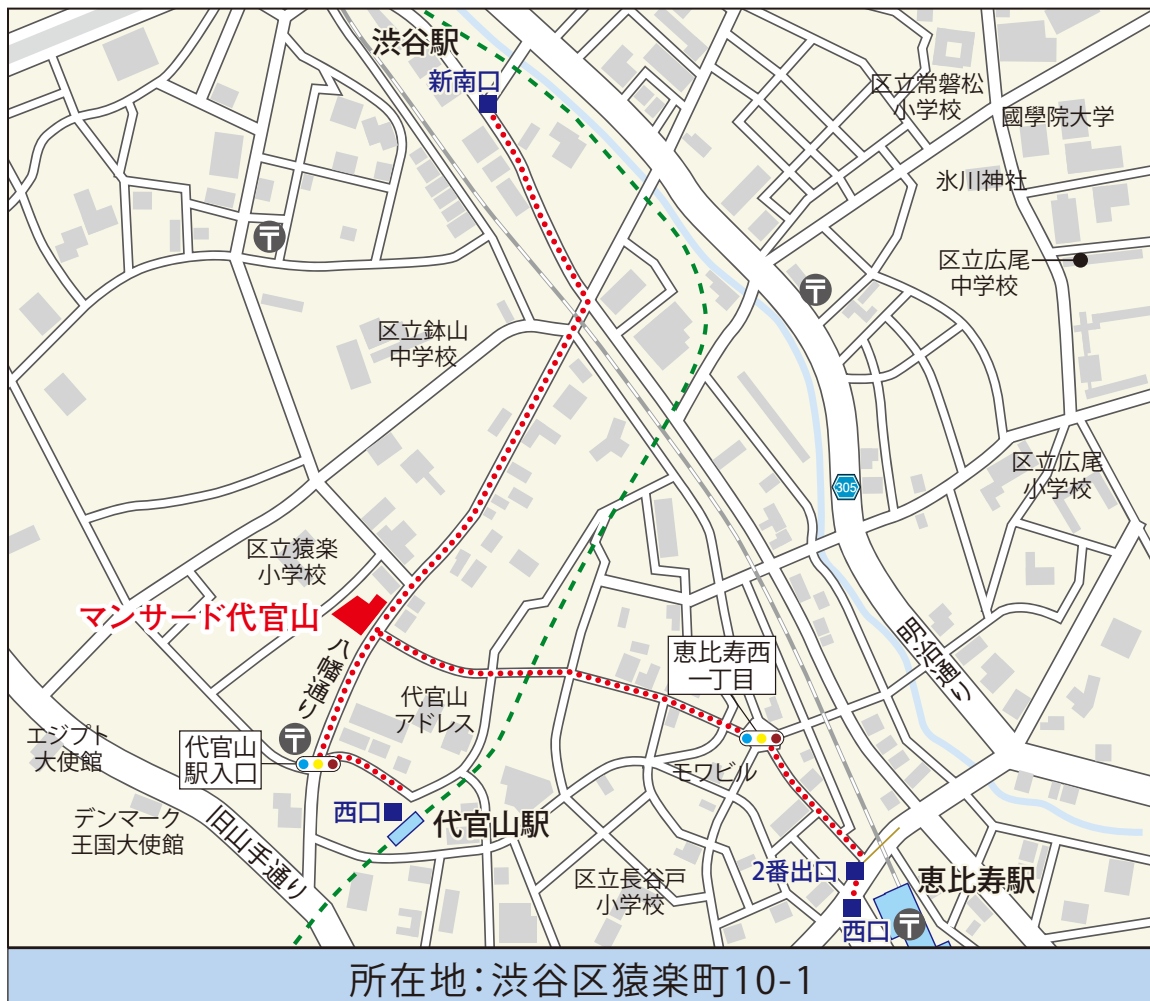 渋谷駅
新南口
区立常磐松
小学校
國學院大学
氷川神社
区立広尾
中学校
〒
〒
区立鉢山
中学校
区立広尾
小学校
305
区立猿楽
小学校
マンサード代官山
八幡通り
恵比寿西
一丁目
明治通り
代官山
アドレス
エジプト
大使館
〒
代官山
駅入口
モワビル
デンマーク
王国大使館
旧山手通り
西口
代官山駅
2番出口
区立長谷戸
小学校
恵比寿駅
西口
〒
所在地:渋谷区猿楽町10-1